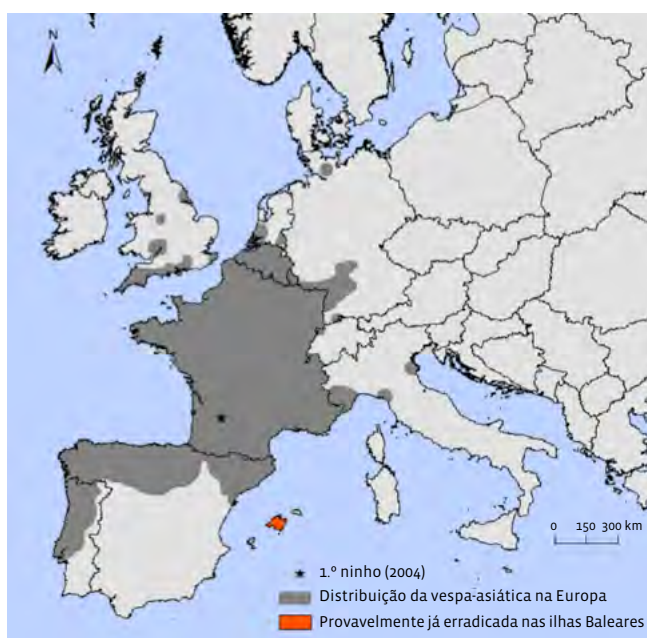 N
0 150 300 km
1.º ninho (2004)
Distribuição da vespa-asiática na Europa
Provavelmente já erradicada nas ilhas Baleares